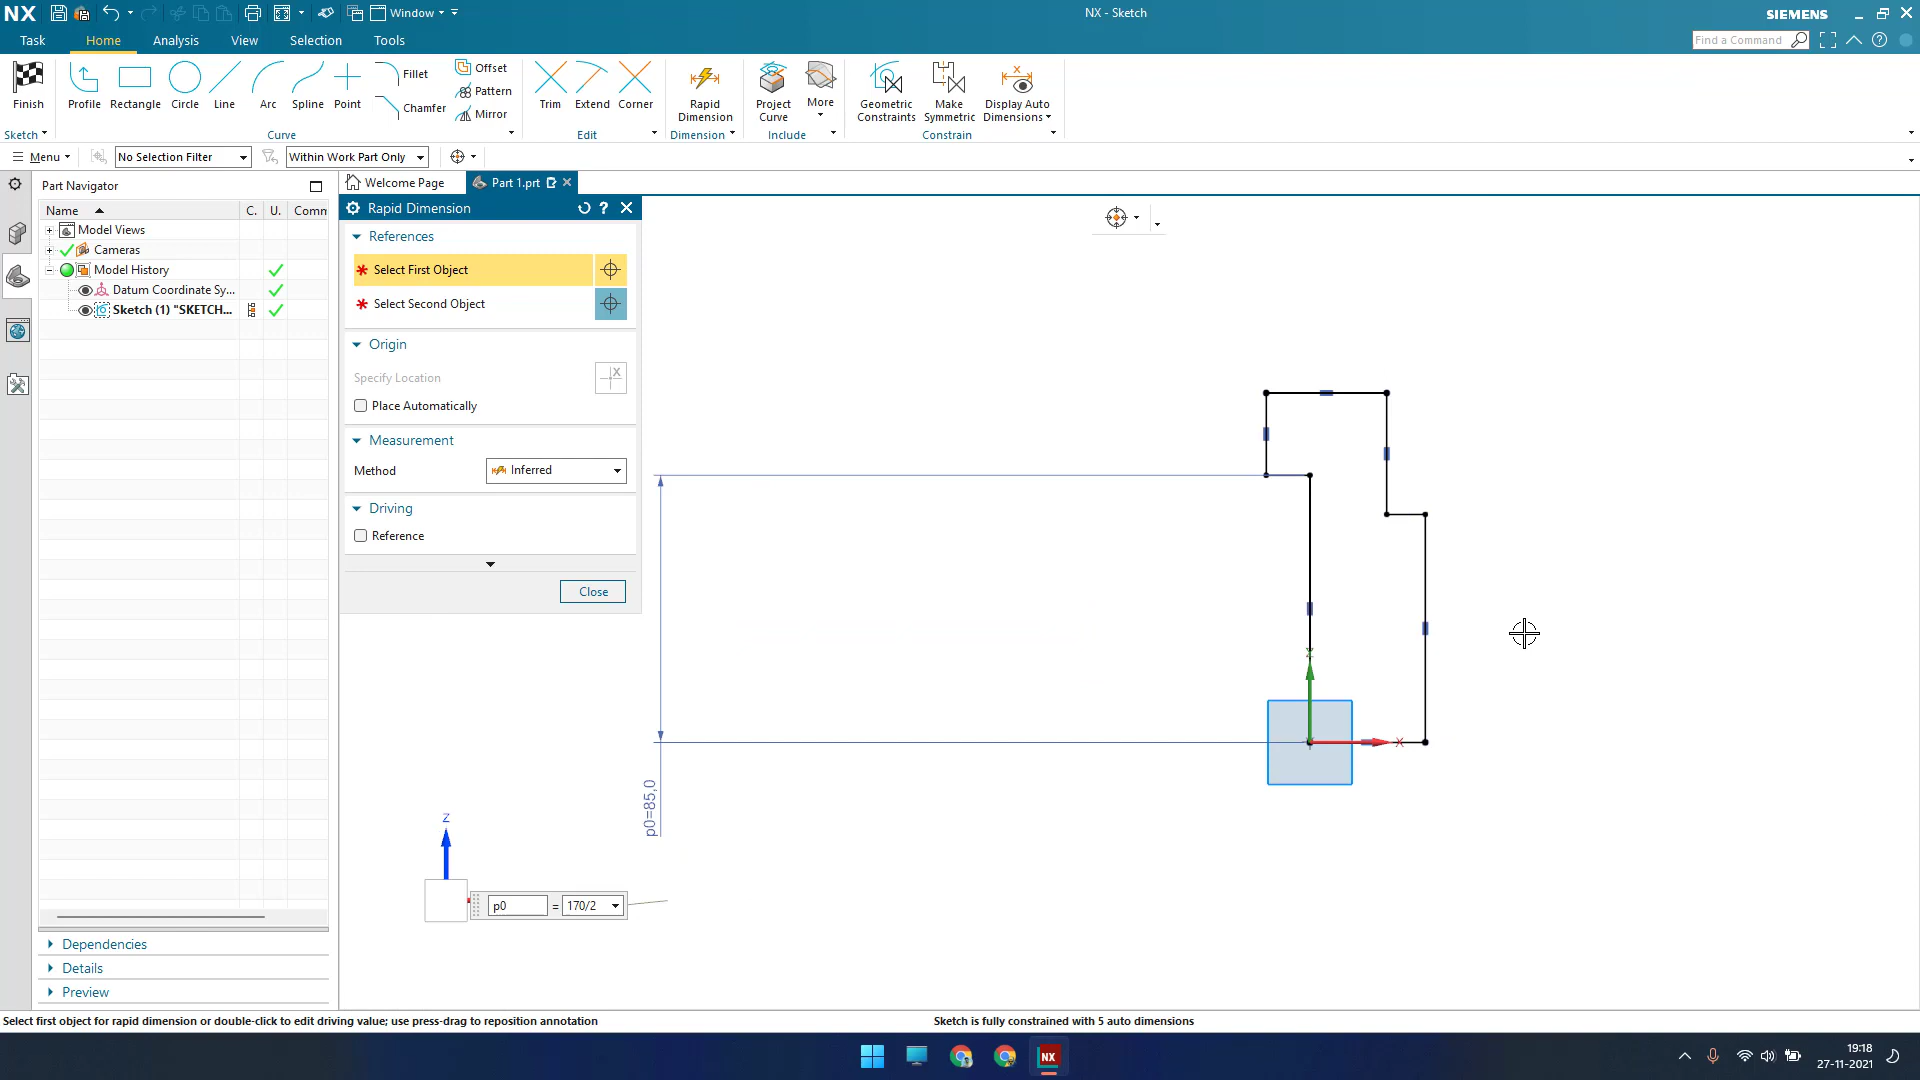 NX
Window
NX - Sketch
SIEMENS
Task
Home
Analysis
View
Selection
Tools
Find a Command
Finish
Profile
Rectangle
Circle
Line
Arc
Spline
Point
Fillet
Chamfer
Offset
Pattern
Mirror
Trim
Extend
Corner
Rapid
Dimension
Project
Curve
More
Geometric
Constraints
Make
Symmetric
Display Auto
Dimensions
Sketch
Curve
Edit
Dimension
Include
Constrain
Menu
No Selection Filter
Within Work Part Only
Part Navigator
Welcome Page
Part 1.prt
Name
C.
U.
Comm
Model Views
Cameras
Model History
Datum Coordinate Sy...
Sketch (1) "SKETCH...
Rapid Dimension
References
Select First Object
Select Second Object
Origin
Specify Location
Place Automatically
Measurement
Method
Inferred
Driving
Reference
Close
p0=85,0
Z
X
Z
p0 = 170/2
Dependencies
Details
Preview
Select first object for rapid dimension or double-click to edit driving value; use press-drag to reposition annotation
Sketch is fully constrained with 5 auto dimensions
NX
19:18
27-11-2021